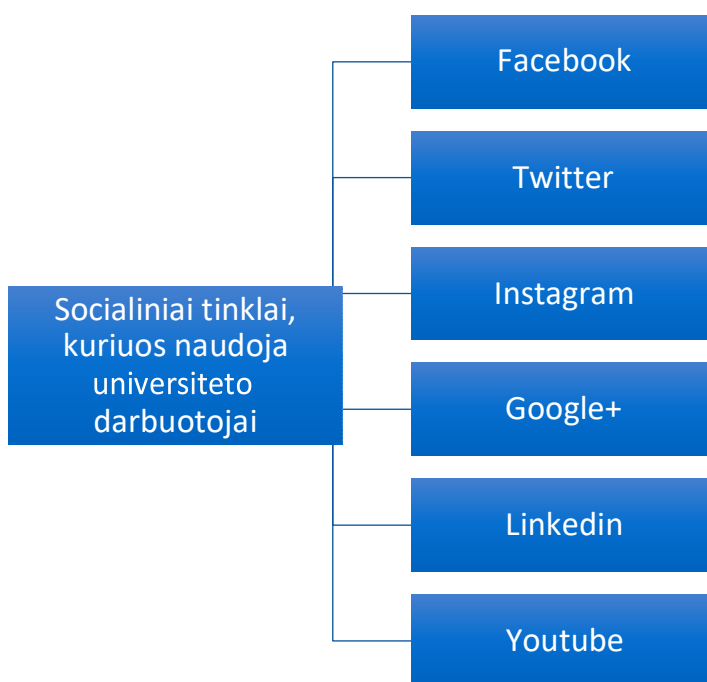 Facebook
Twitter
Instagram
Socialiniai tinklai,
kuriuos naudoja
universiteto
darbuotojai
Google+
Linkedin
Youtube